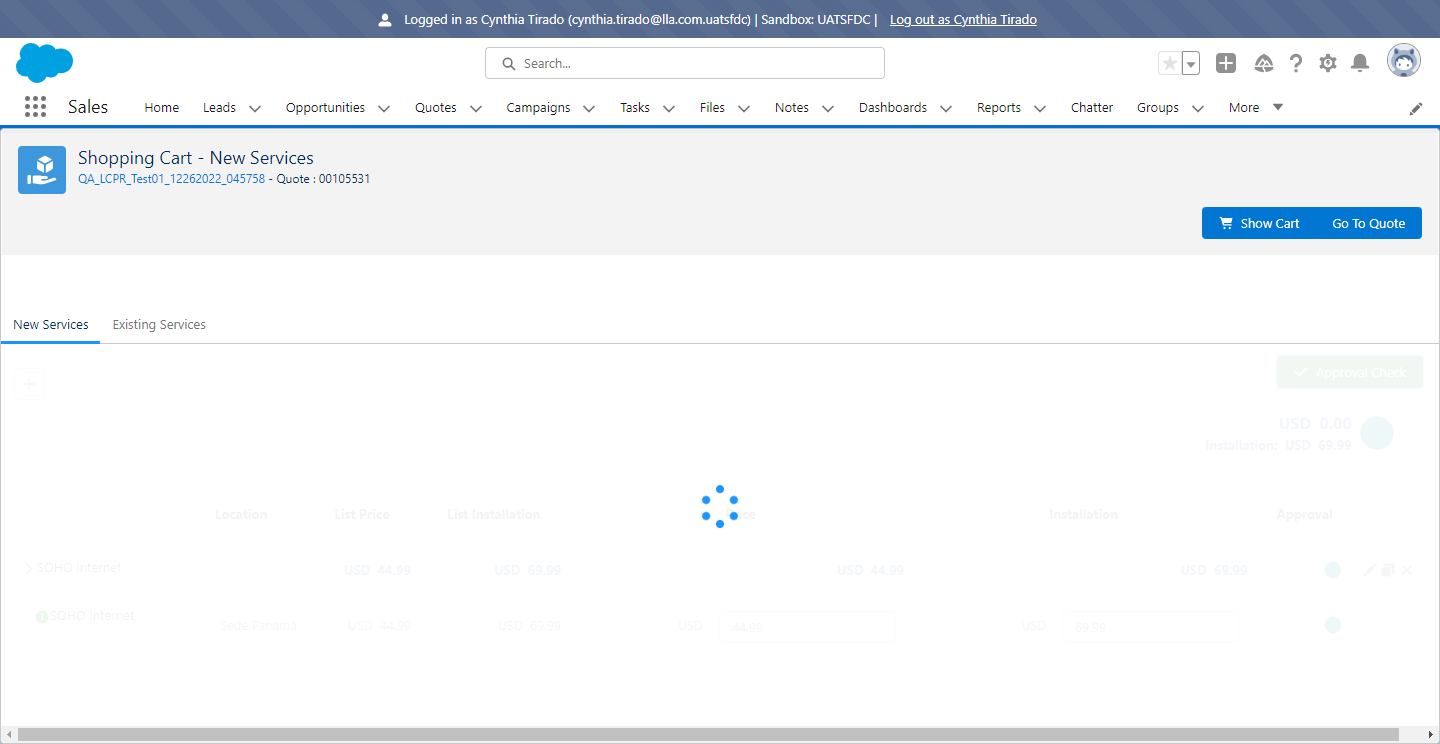 Logged in as Cynthia Tirado (cynthia.tirado@lla.com.uatsfdc) | Sandbox: UATSFDC | Log out as Cynthia Tirado
Search...
Sales Home Leads Opportunities Quotes Campaigns Tasks Files Notes Dashboards Reports Chatter Groups More
Shopping Cart - New Services
QA_LCPR_Test01_12262022_045758 - Quote : 00105531
Show Cart Go To Quote
New Services Existing Services
Approval Check
USD 0.00
Installation: USD 69.99
Location List Price List Installation Installation Approval
SOHO Internet USD 44.99 USD 69.99 USD 44.99 USD 69.99
SOHO Internet Sede Panama USD 44.99 USD 69.99 USD 44.99 USD 69.99